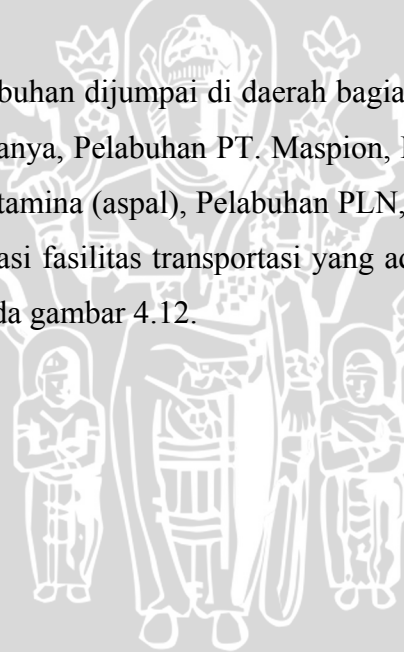 buhan dijumpai di daerah bagia
anya, Pelabuhan PT. Maspion,
tamina (aspal), Pelabuhan PLN,
asi fasilitas transportasi yang
da gambar 4.12.